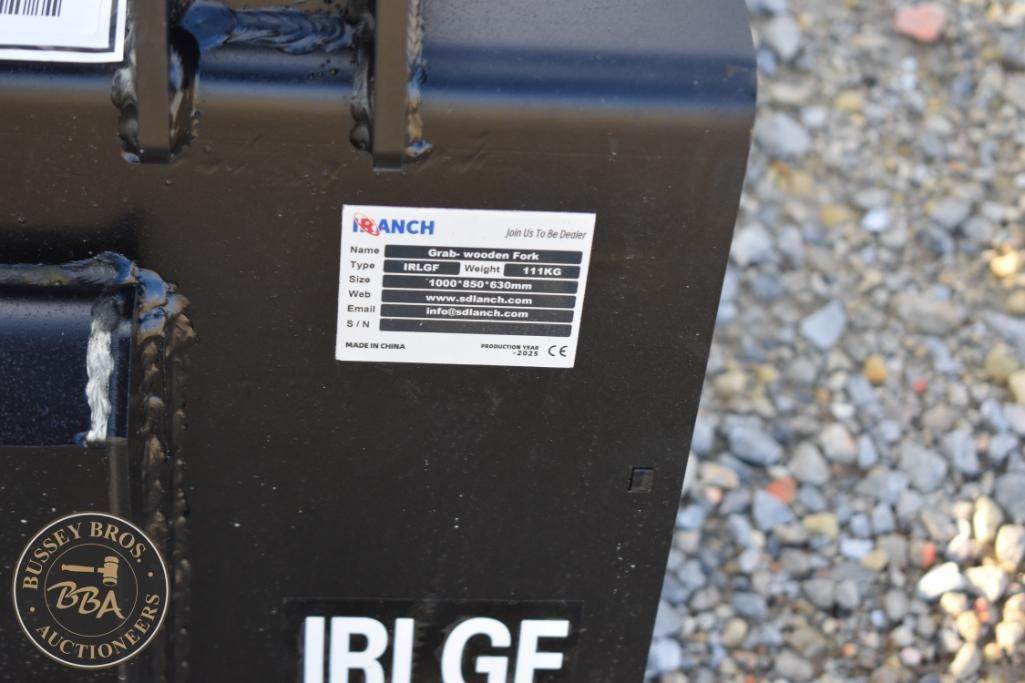 IRANCH Join Us To Be Dealer
Name Grab- wooden Fork
Type IRLGF Weight 111KG
Size 1000*850*630mm
Web www.sdlanch.com
Email info@sdlanch.com
S / N
MADE IN CHINA PRODUCTION YEAR
-2025 CE
BUSSEY BROS.
BBA
AUCTIONEERS
IRLGF